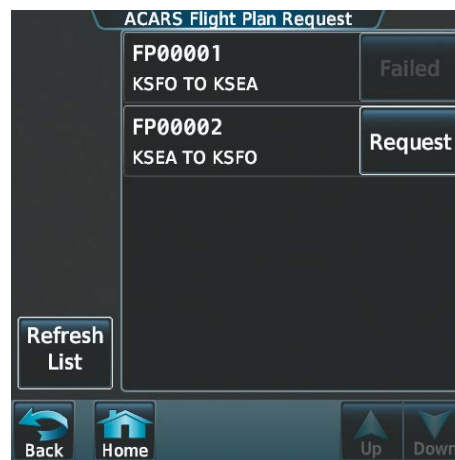 ACARS Flight Plan Request
FP00001
KSFO TO KSEA
Failed
FP00002
KSEA TO KSFO
Request
Refresh
List
Back
Home
Up
Down